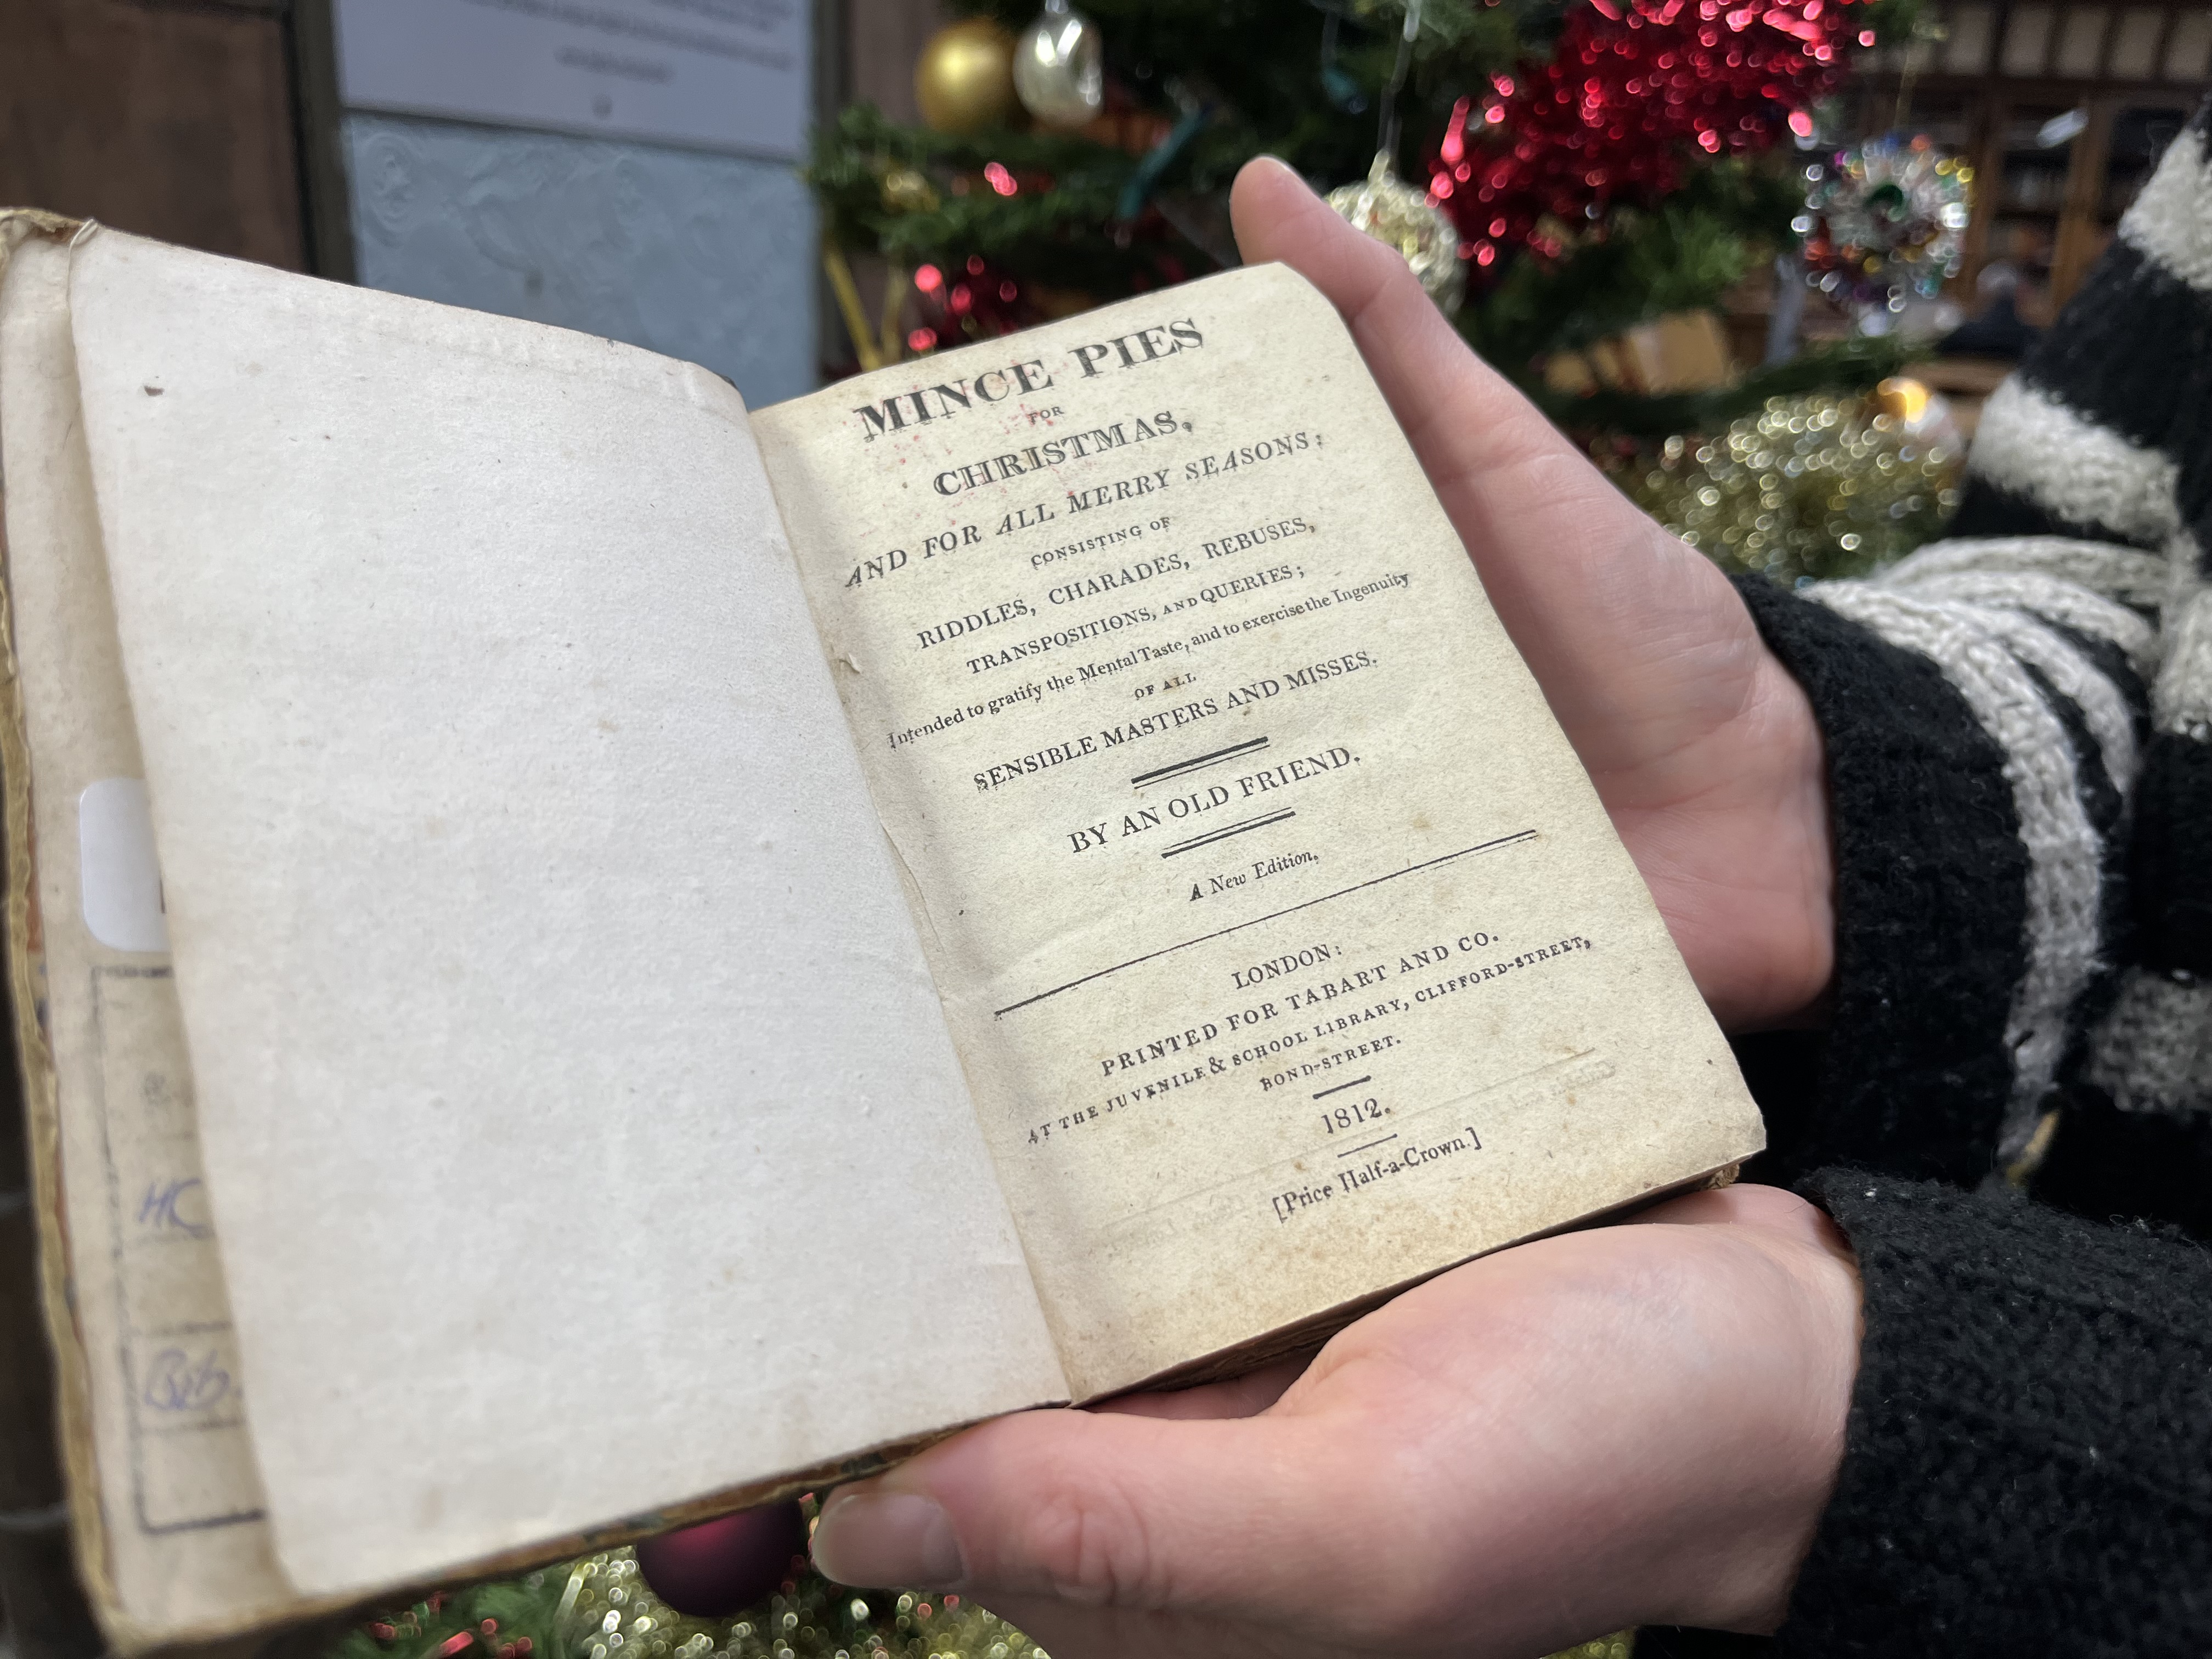 MINCE PIES
FOR
CHRISTMAS,
AND FOR ALL MERRY SEASONS;
CONSISTING OF
RIDDLES, CHARADES, REBUSES,
TRANSPOSITIONS, AND QUERIES;
Intended to gratify the Mental Taste, and to exercise the Ingenuity
OF ALL
SENSIBLE MASTERS AND MISSES.
BY AN OLD FRIEND.
A New Edition.
LONDON:
PRINTED FOR TABART AND CO.
AT THE JUVENILE & SCHOOL LIBRARY, CLIFFORD-STREET,
BOND-STREET.
1812.
[Price Half-a-Crown.]
HC